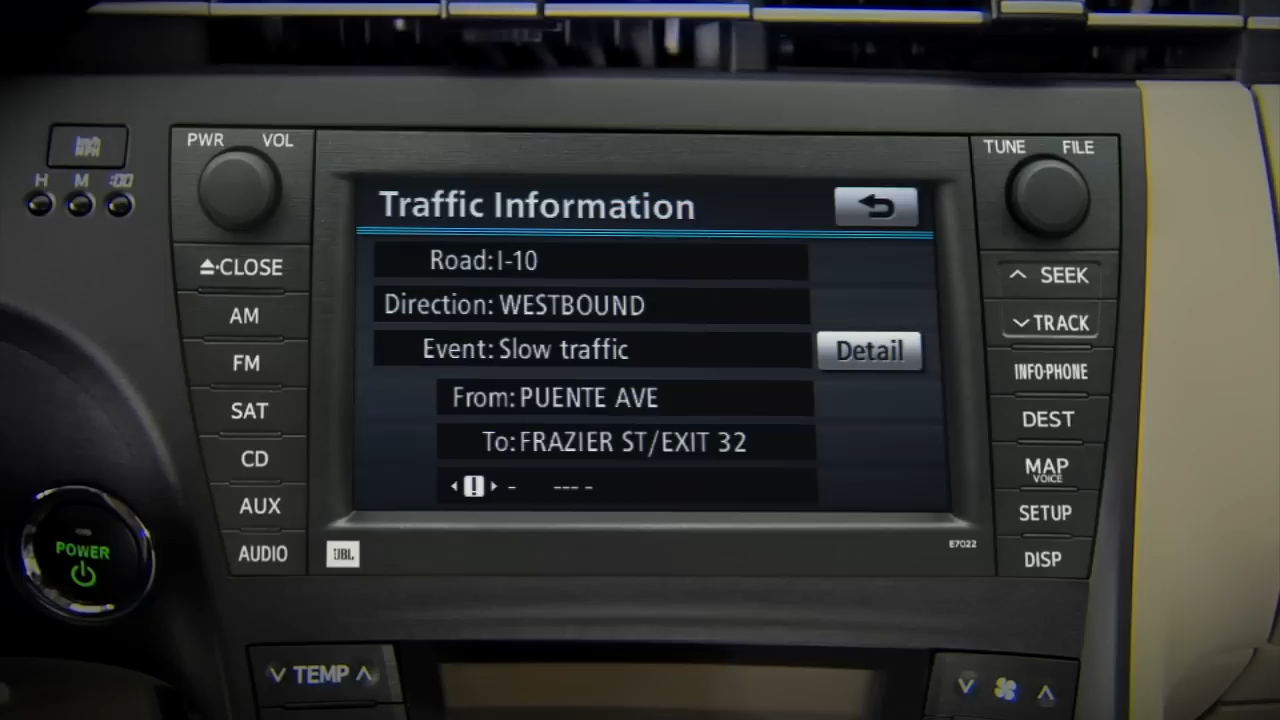 PWR VOL
TUNE FILE
km/h
MPH
H M :00
Traffic Information
Road: I-10
Direction: WESTBOUND
Event: Slow traffic
Detail
From: PUENTE AVE
To: FRAZIER ST/EXIT 32
! - --- -
CLOSE
AM
FM
SAT
CD
AUX
AUDIO
SEEK
TRACK
INFO·PHONE
DEST
MAP
VOICE
SETUP
DISP
JBL
E7022
POWER
TEMP